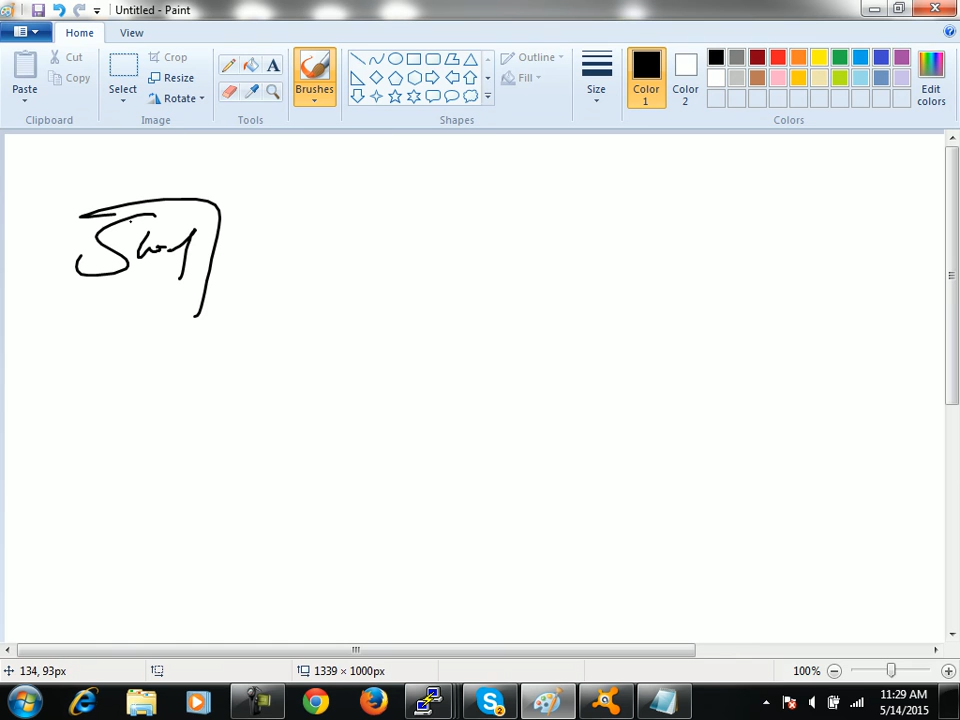 Untitled - Paint
Home
View
Paste
Cut
Copy
Clipboard
Select
Crop
Resize
Rotate
Image
A
Tools
Brushes
Outline
Fill
Shapes
Size
Color 1
Color 2
Edit colors
Colors
134, 93px
1339 × 1000px
100%
2
11:29 AM
5/14/2015